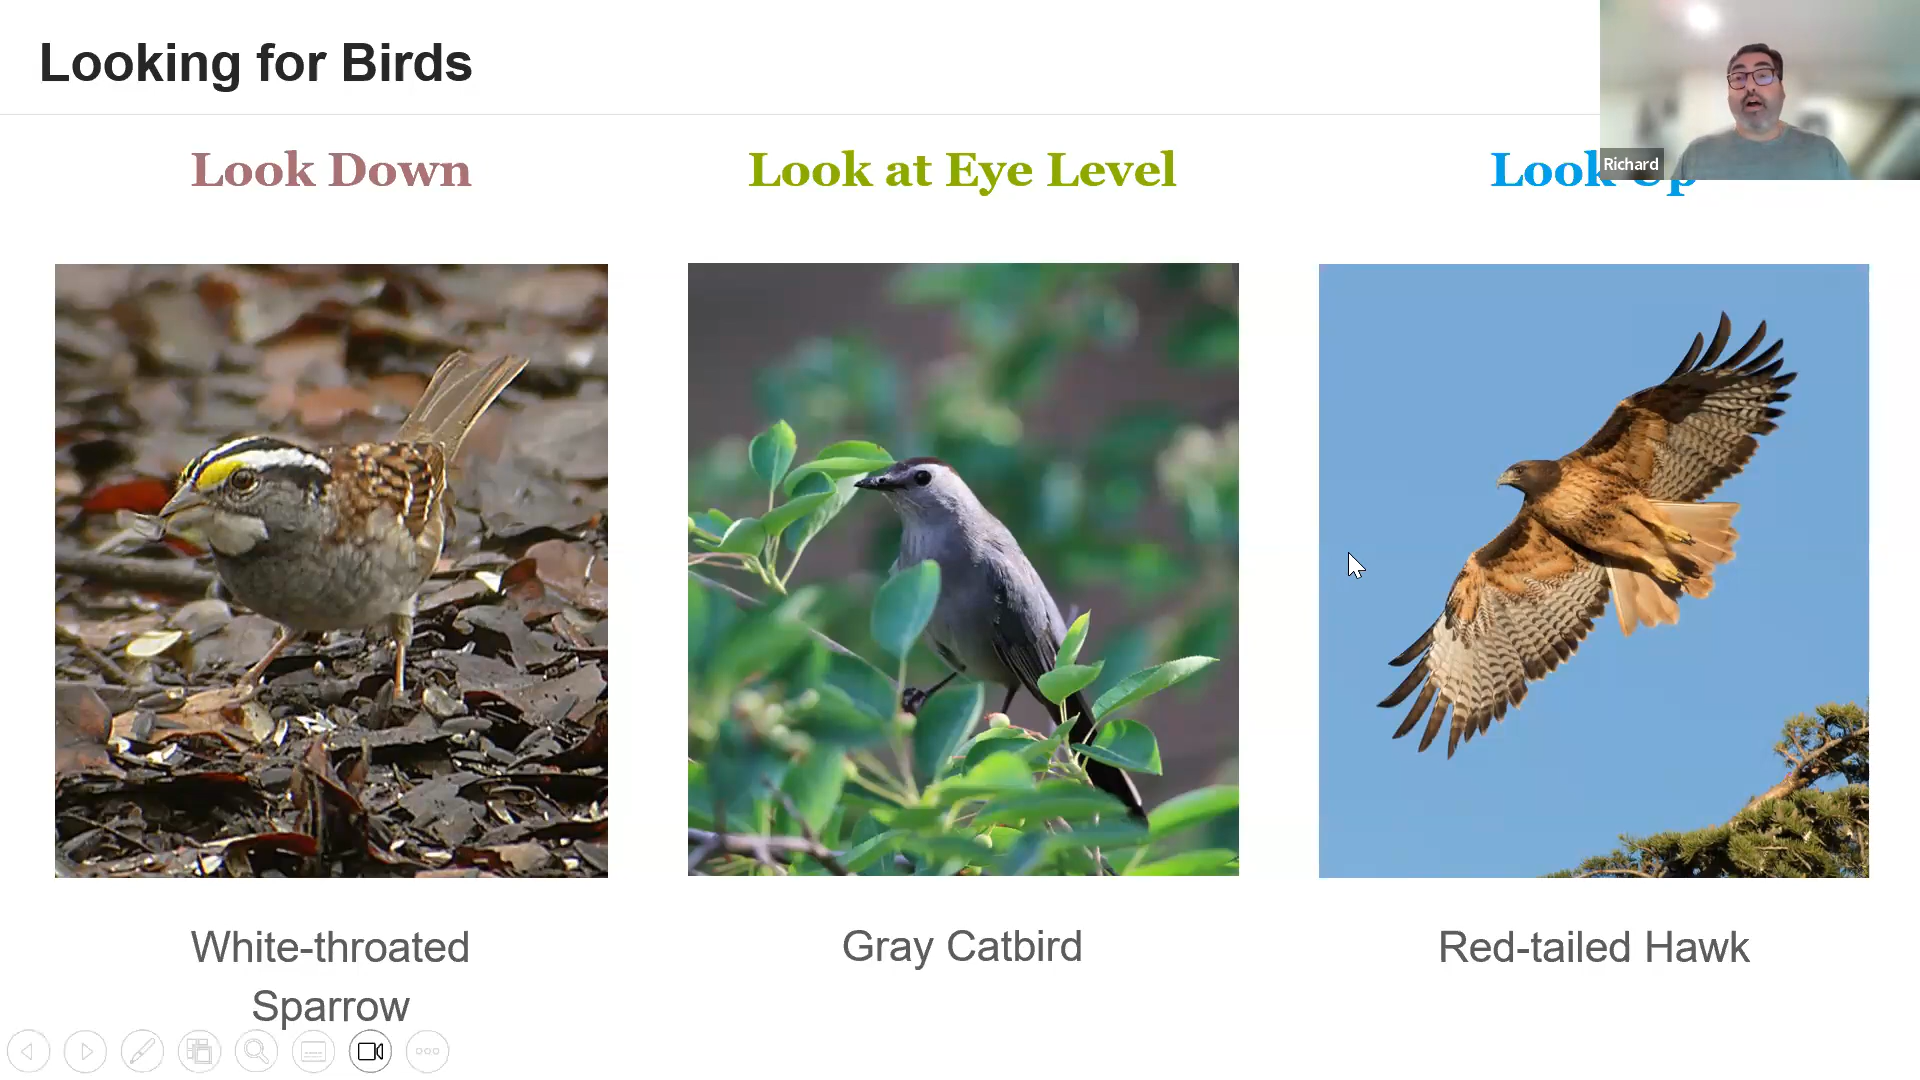 Looking for Birds
Richard
Look Down
Look at Eye Level
Look Up
White-throated
Sparrow
Gray Catbird
Red-tailed Hawk